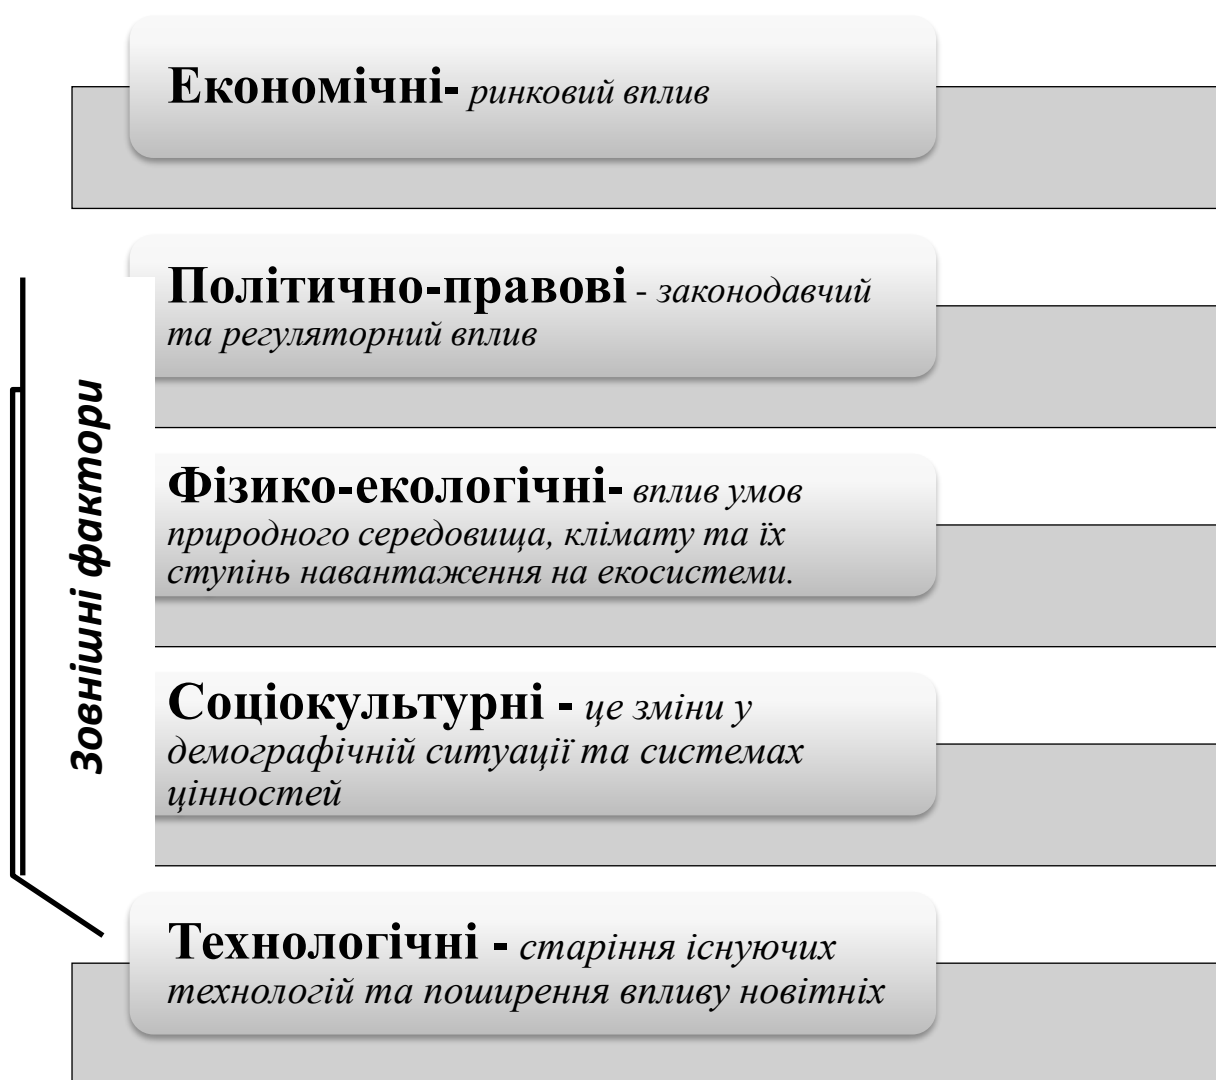 Економічні- ринковий вплив
Політично-правові - законодавчий
та регуляторний вплив
Зовнішні фактори
Фізико-екологічні- вплив умов
природного середовища, клімату та їх
ступінь навантаження на екосистеми.
Соціокультурні - це зміни у
демографічній ситуації та системах
цінностей
Технологічні - старіння існуючих
технологій та поширення впливу новітніх